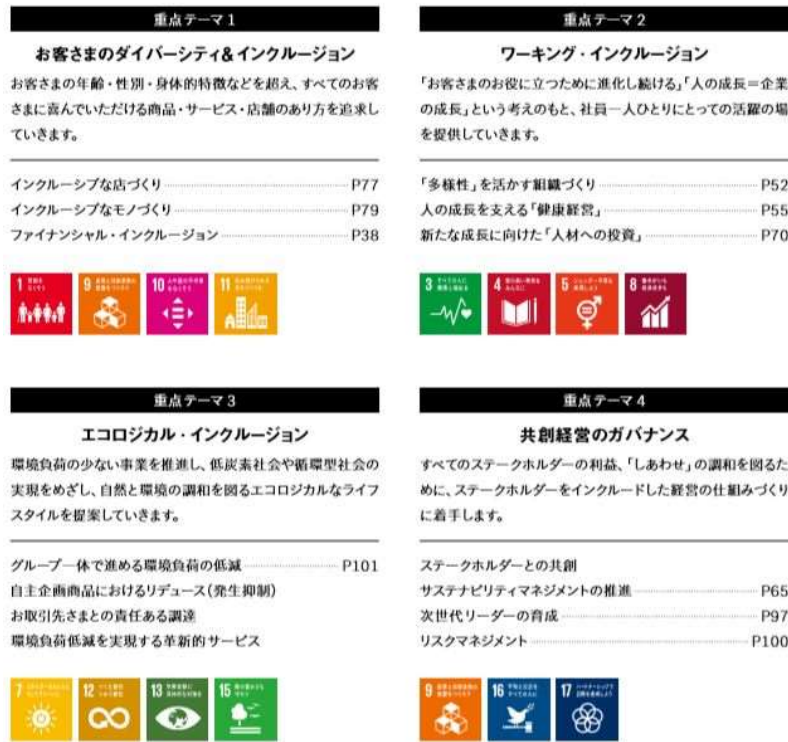 重点テーマ1
お客さまのダイバーシティ&インクルージョン
お客さまの年齢・性別・身体的特徴などを超え、すべてのお客
さまに喜んでいただける商品・サービス・店舗のあり方を追求し
ていきます。
インクルーシブな店づくり P77
インクルーシブなモノづくり P79
ファイナンシャル・インクルージョン P38
1
9
10
11
重点テーマ2
ワーキング・インクルージョン
「お客さまのお役に立つために進化し続ける」「人の成長=企業
の成長」という考えのもと、社員一人ひとりにとっての活躍の場
を提供していきます。
「多様性」を活かす組織づくり P52
人の成長を支える「健康経営」 P55
新たな成長に向けた「人材への投資」 P70
3
4
5
8
重点テーマ3
エコロジカル・インクルージョン
環境負荷の少ない事業を推進し、低炭素社会や循環型社会の
実現をめざし、自然と環境の調和を図るエコロジカルなライフ
スタイルを提案していきます。
グループ一体で進める環境負荷の低減 P101
自主企画商品におけるリデュース(発生抑制)
お取引先さまとの責任ある調達
環境負荷低減を実現する革新的サービス
7
12
13
15
重点テーマ4
共創経営のガバナンス
すべてのステークホルダーの利益、「しあわせ」の調和を図るた
めに、ステークホルダーをインクルードした経営の仕組みづくり
に着手します。
ステークホルダーとの共創
サステナビリティマネジメントの推進 P65
次世代リーダーの育成 P97
リスクマネジメント P100
9
16
17